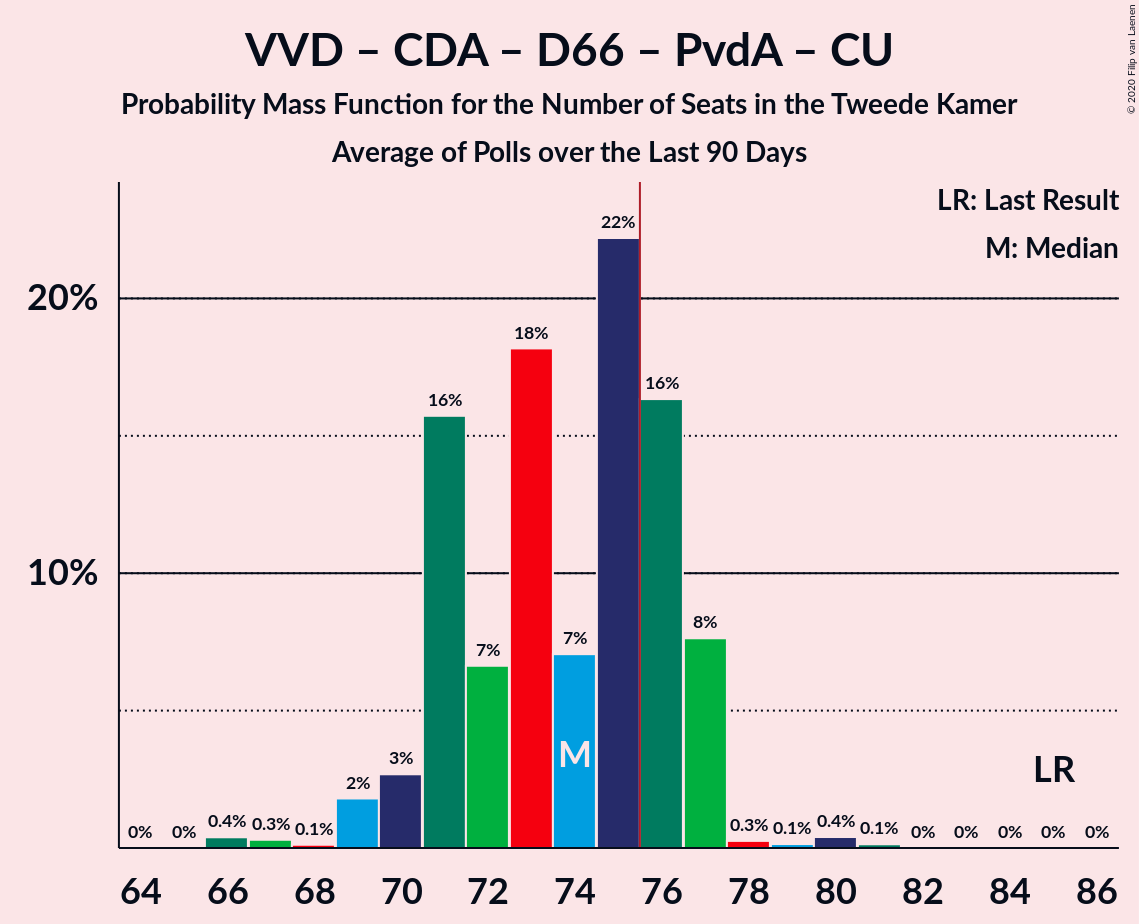 VVD – CDA – D66 – PvdA – CU
Probability Mass Function for the Number of Seats in the Tweede Kamer
Average of Polls over the Last 90 Days
© 2020 Filip van Laenen
LR: Last Result
M: Median
20%
10%
0% 0% 0.4% 0.3% 0.1% 2% 3% 16% 7% 18% 7% 22% 16% 8% 0.3% 0.1% 0.4% 0.1% 0% 0% 0% 0% 0%
M
LR
64 66 68 70 72 74 76 78 80 82 84 86